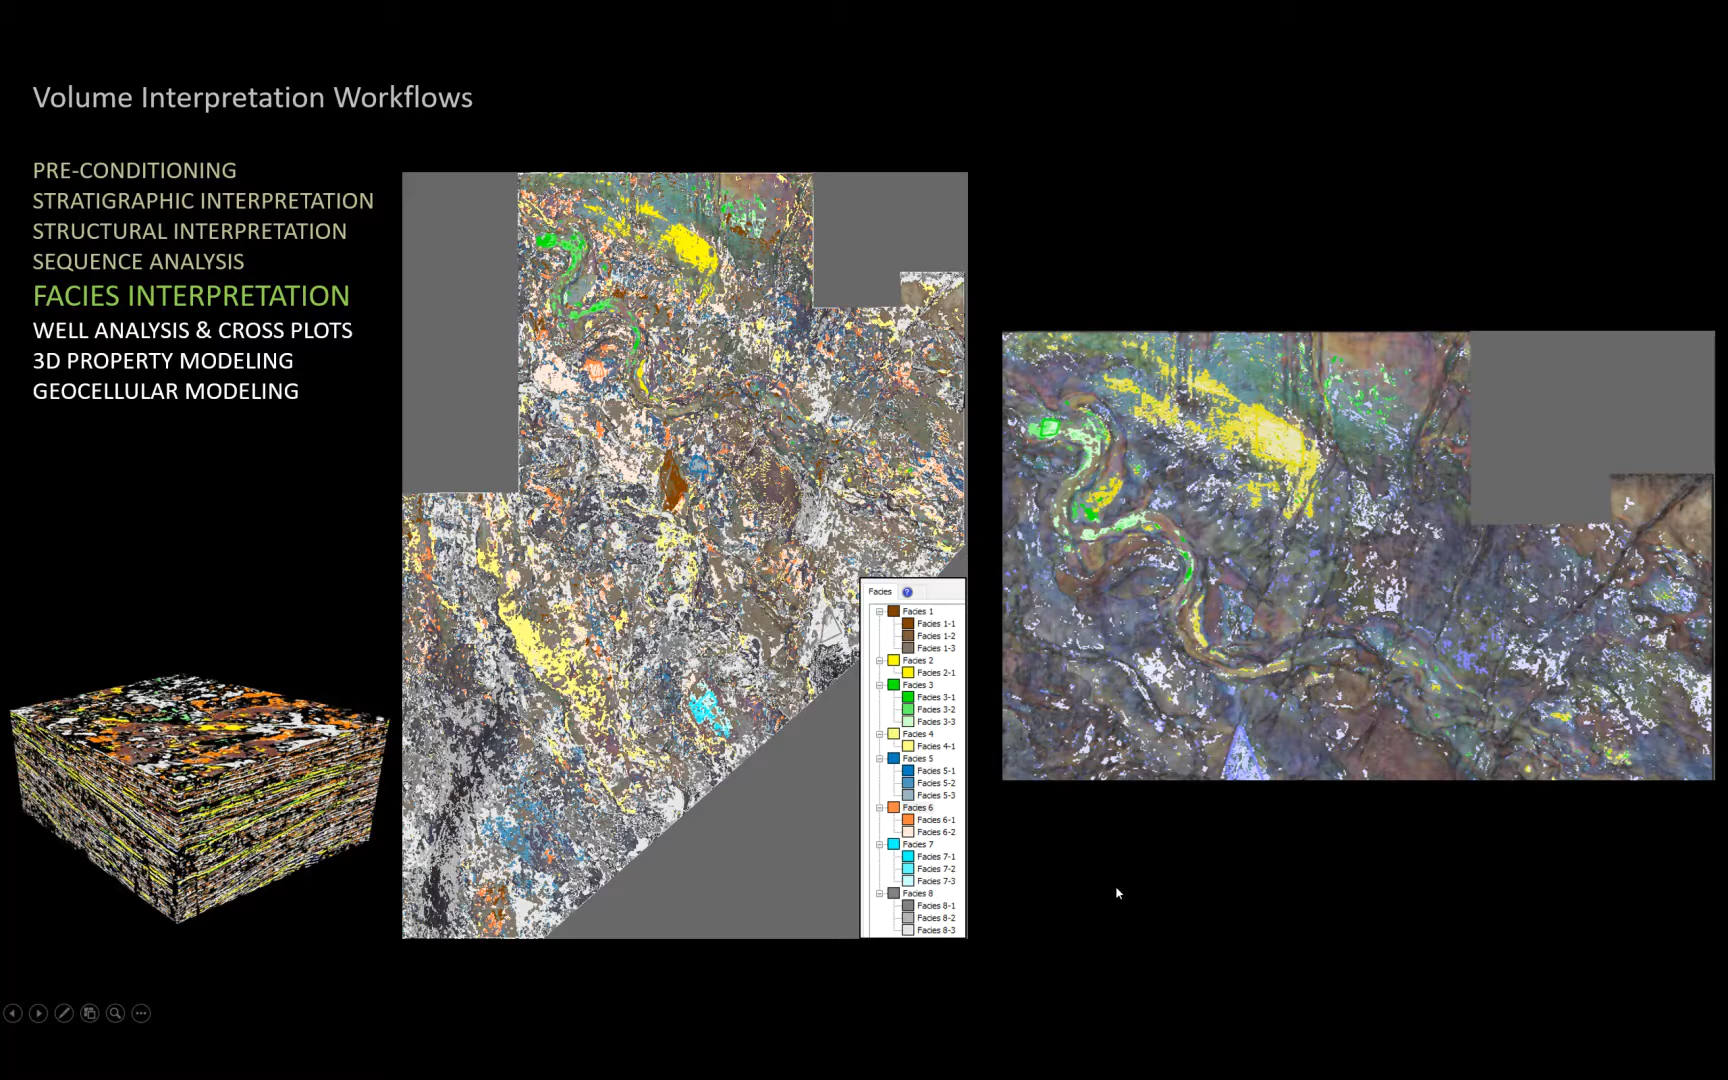 Volume Interpretation Workflows
PRE-CONDITIONING
STRATIGRAPHIC INTERPRETATION
STRUCTURAL INTERPRETATION
SEQUENCE ANALYSIS
FACIES INTERPRETATION
WELL ANALYSIS & CROSS PLOTS
3D PROPERTY MODELING
GEOCELLULAR MODELING
Facies
Facies 1
Facies 1-1
Facies 1-2
Facies 1-3
Facies 2
Facies 2-1
Facies 3
Facies 3-1
Facies 3-2
Facies 3-3
Facies 4
Facies 4-1
Facies 5
Facies 5-1
Facies 5-2
Facies 5-3
Facies 6
Facies 6-1
Facies 6-2
Facies 7
Facies 7-1
Facies 7-2
Facies 7-3
Facies 8
Facies 8-1
Facies 8-2
Facies 8-3